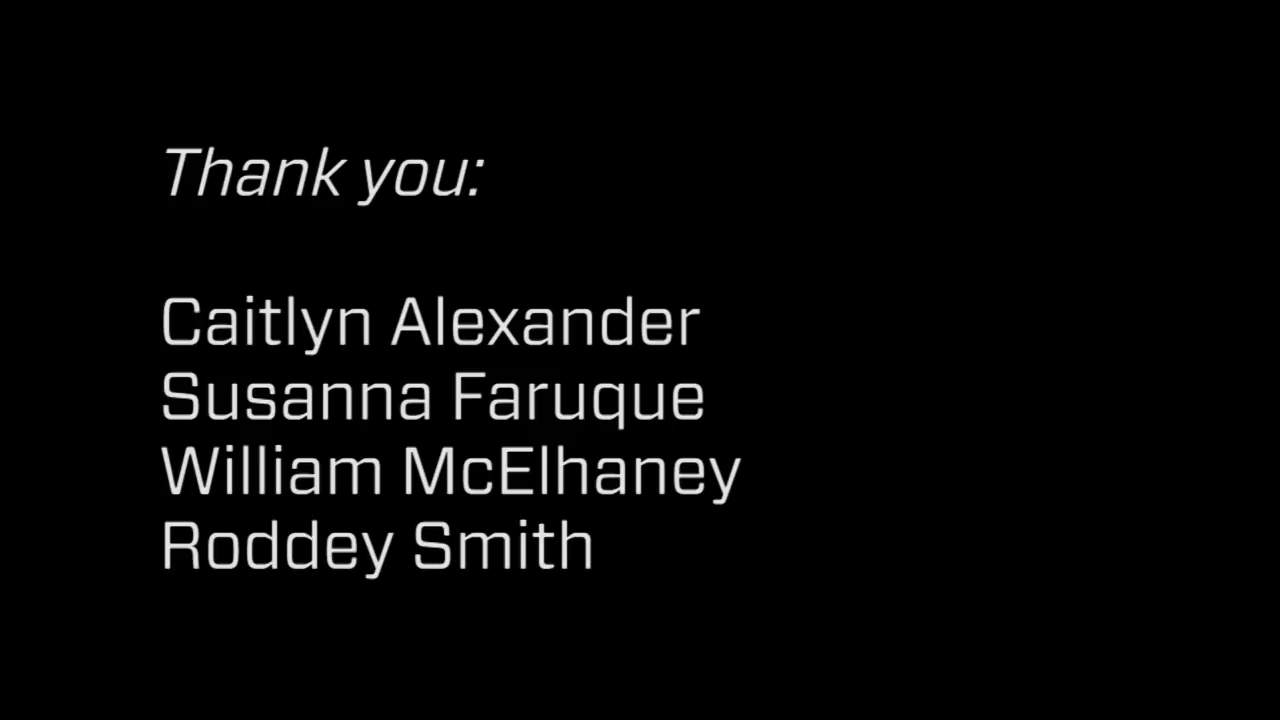 Thank you:
Caitlyn Alexander
Susanna Faruque
William McElhaney
Roddey Smith